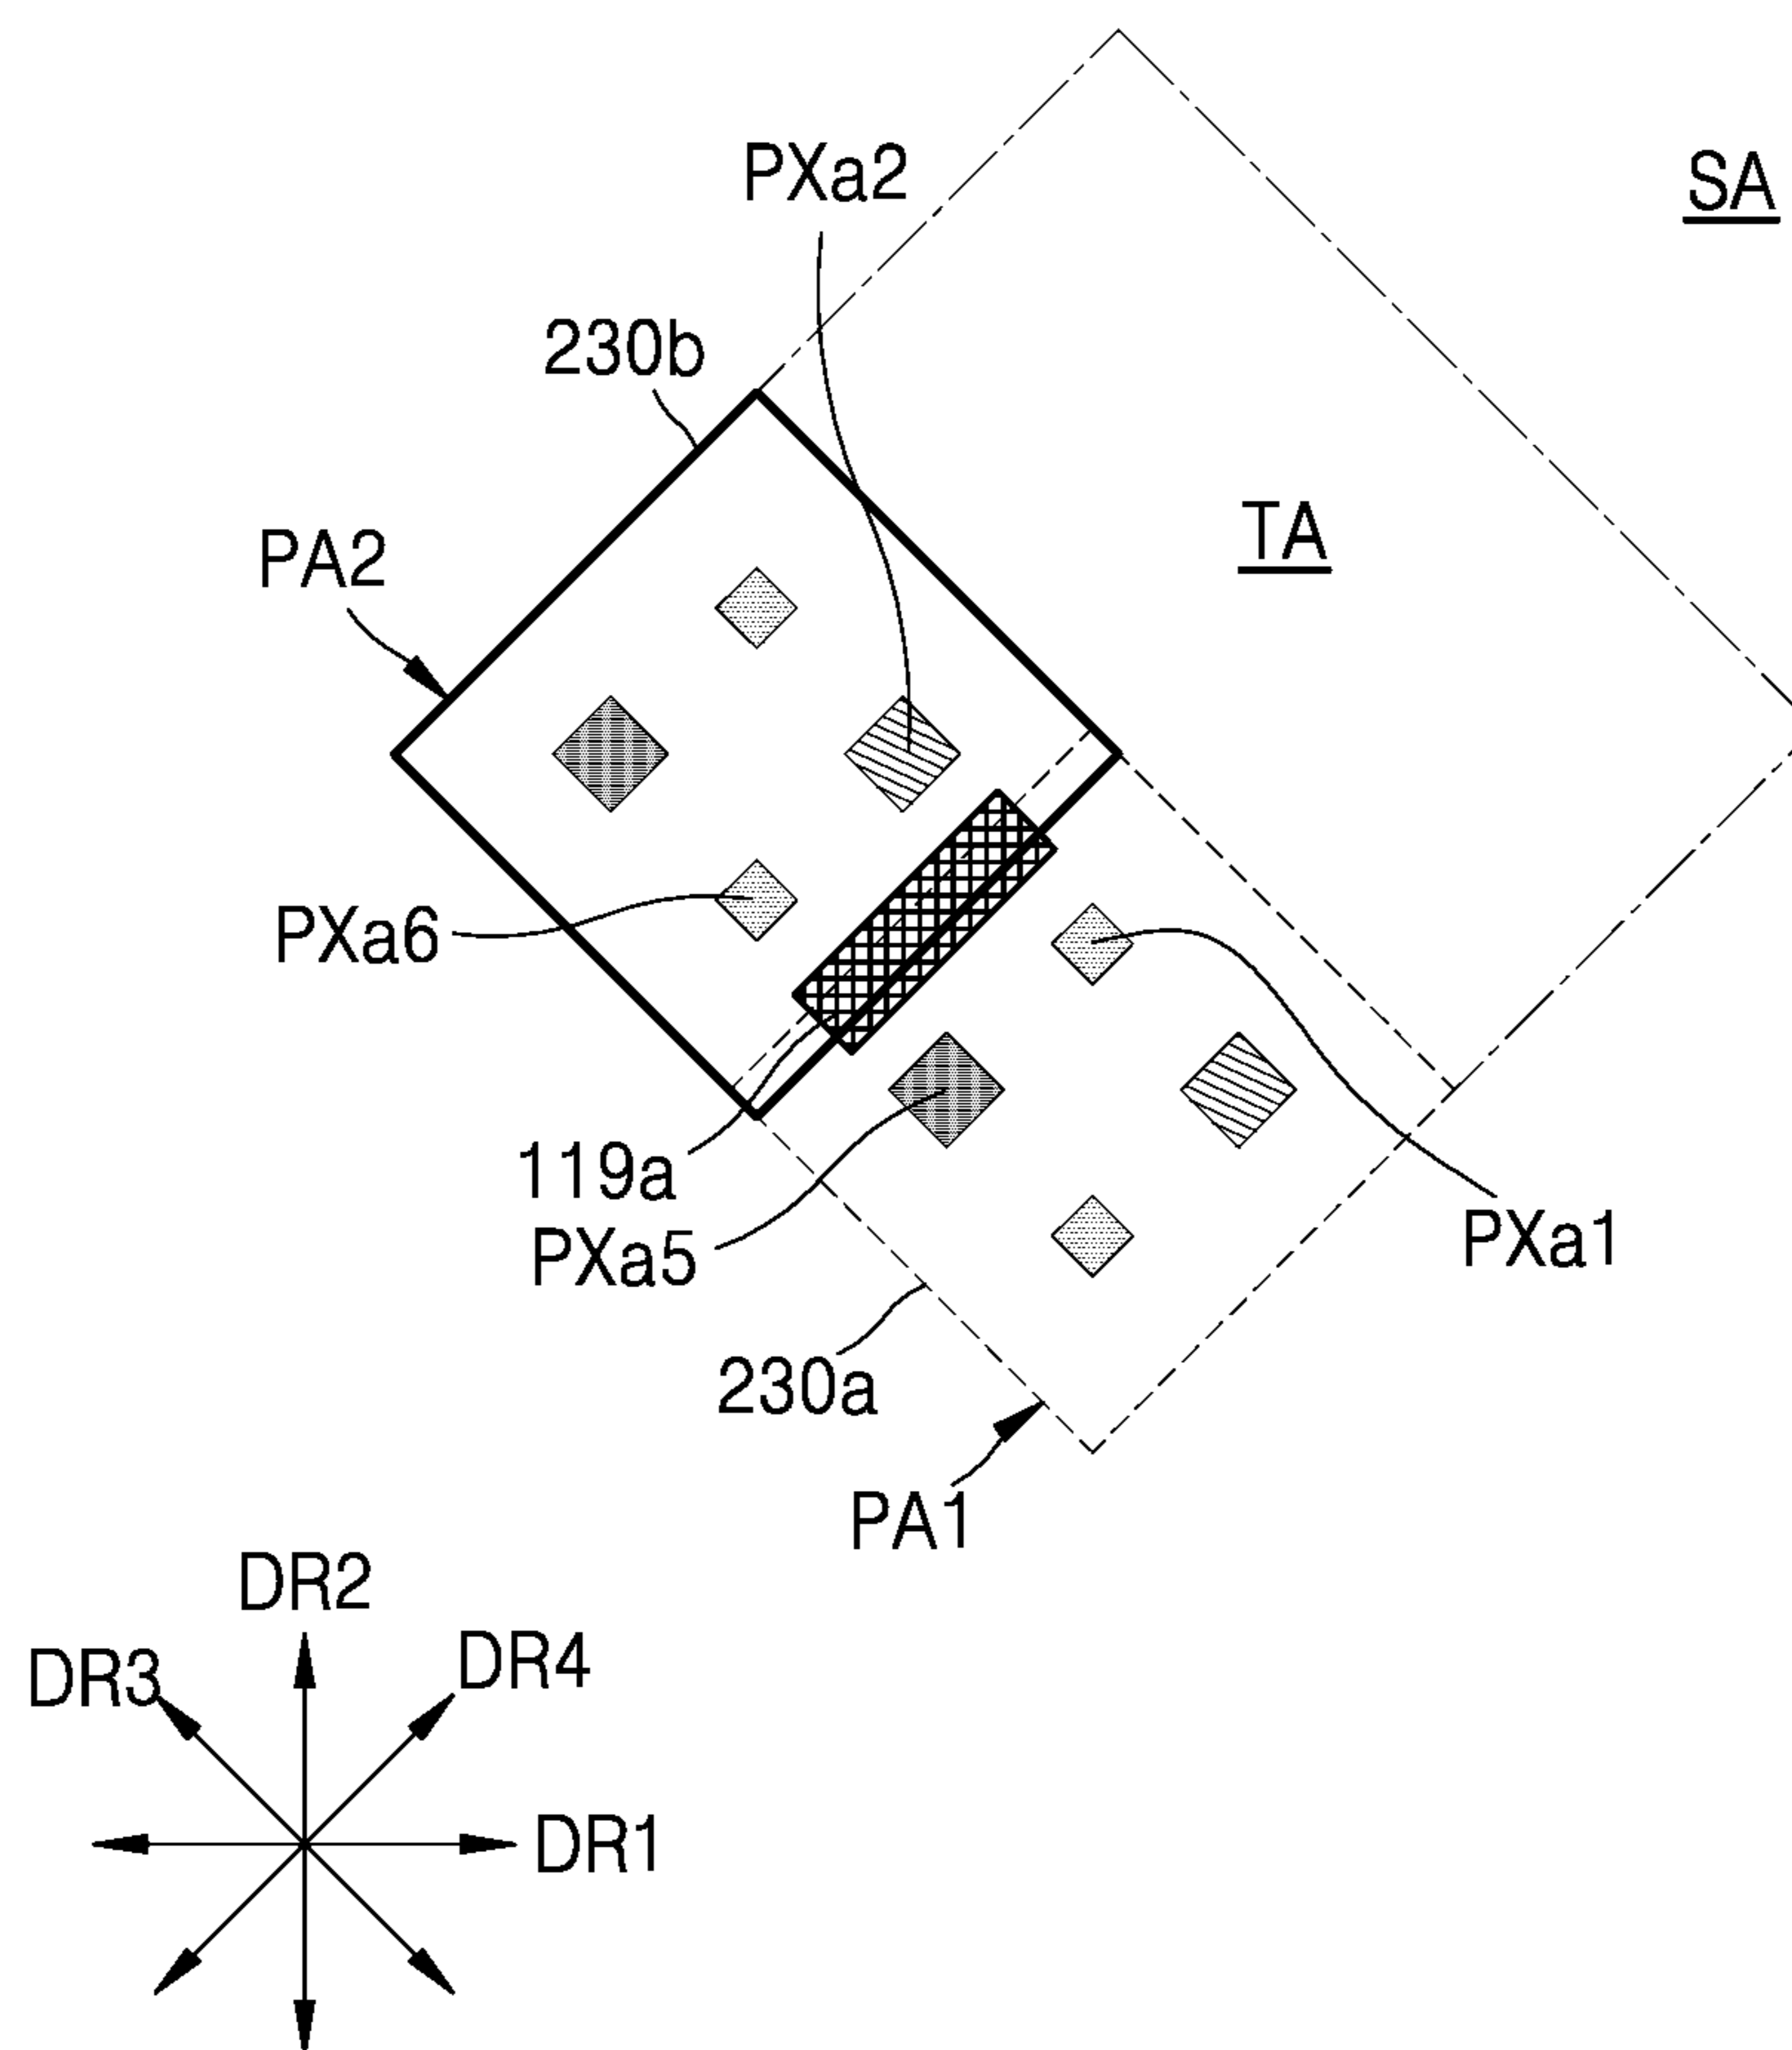 PXa2
SA
230b
TA
PA2
PXa6
119a
PXa5
PXa1
230a
PA1
DR2
DR3
DR4
DR1